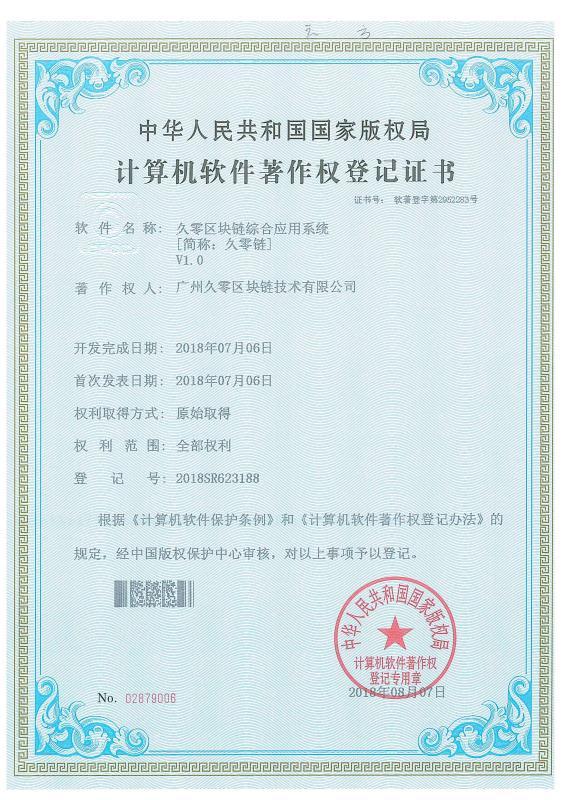 中华人民共和国国家版权局
计算机软件著作权登记证书
证书号： 软著登字第2952283号
软件名称： 久零区块链综合应用系统
[简称：久零链]
V1.0
著作权人： 广州久零区块链技术有限公司
开发完成日期： 2018年07月06日
首次发表日期： 2018年07月06日
权利取得方式： 原始取得
权利范围： 全部权利
登记号： 2018SR623188
根据《计算机软件保护条例》和《计算机软件著作权登记办法》的
规定，经中国版权保护中心审核，对以上事项予以登记。
中华人民共和国国家版权局
计算机软件著作权
登记专用章
2018年08月07日
No. 02879006